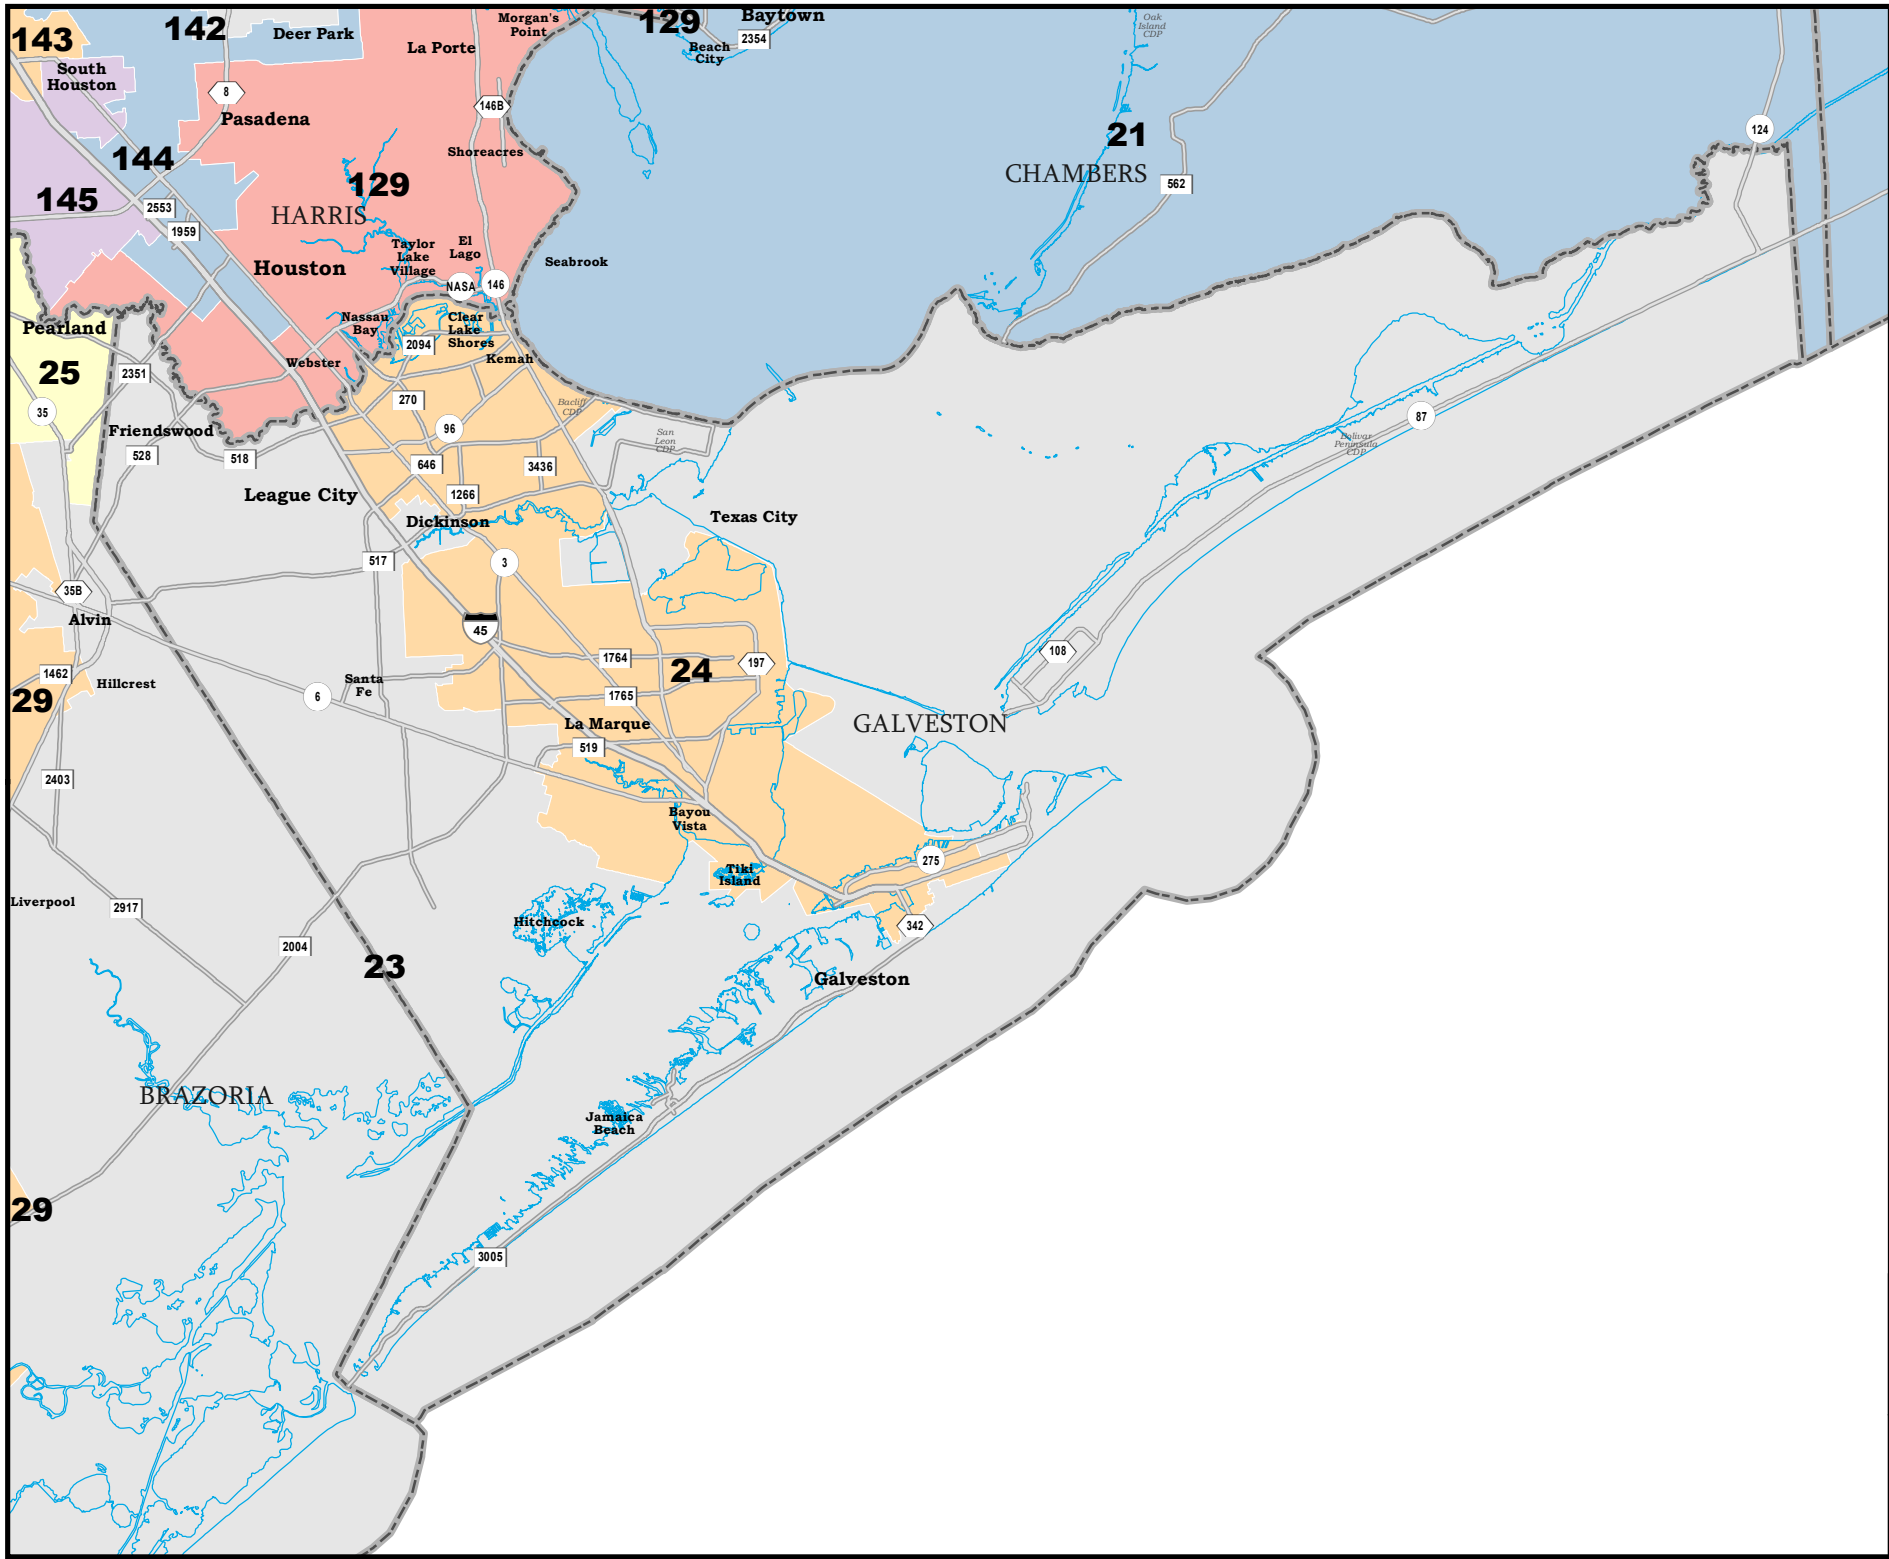 143
142
Deer Park
La Porte
Morgan's
Point
129
Baytown
2354
Beach
City
Oak
Island
CDP
South
Houston
8
Pasadena
146B
Shoreacres
124
21
CHAMBERS
562
144
145
129
HARRIS
2553
1959
Taylor
Lake
Village
El
Lago
Seabrook
Houston
NASA
146
Pearland
25
Nassau
Bay
Clear
Lake
Shores
2094
Kemah
Webster
2351
35
270
Bacliff
CDP
87
Bolivar
Peninsula
CDP
96
San
Leon
CDP
Friendswood
528
518
646
3436
League City
1266
Dickinson
Texas City
517
3
35B
Alvin
45
1764
24
197
108
1462
Hillcrest
Santa
Fe
6
1765
29
La Marque
GALVESTON
519
2403
Bayou
Vista
275
Tiki
Island
Liverpool
2917
Hitchcock
342
2004
23
Galveston
BRAZORIA
Jamaica
Beach
29
3005